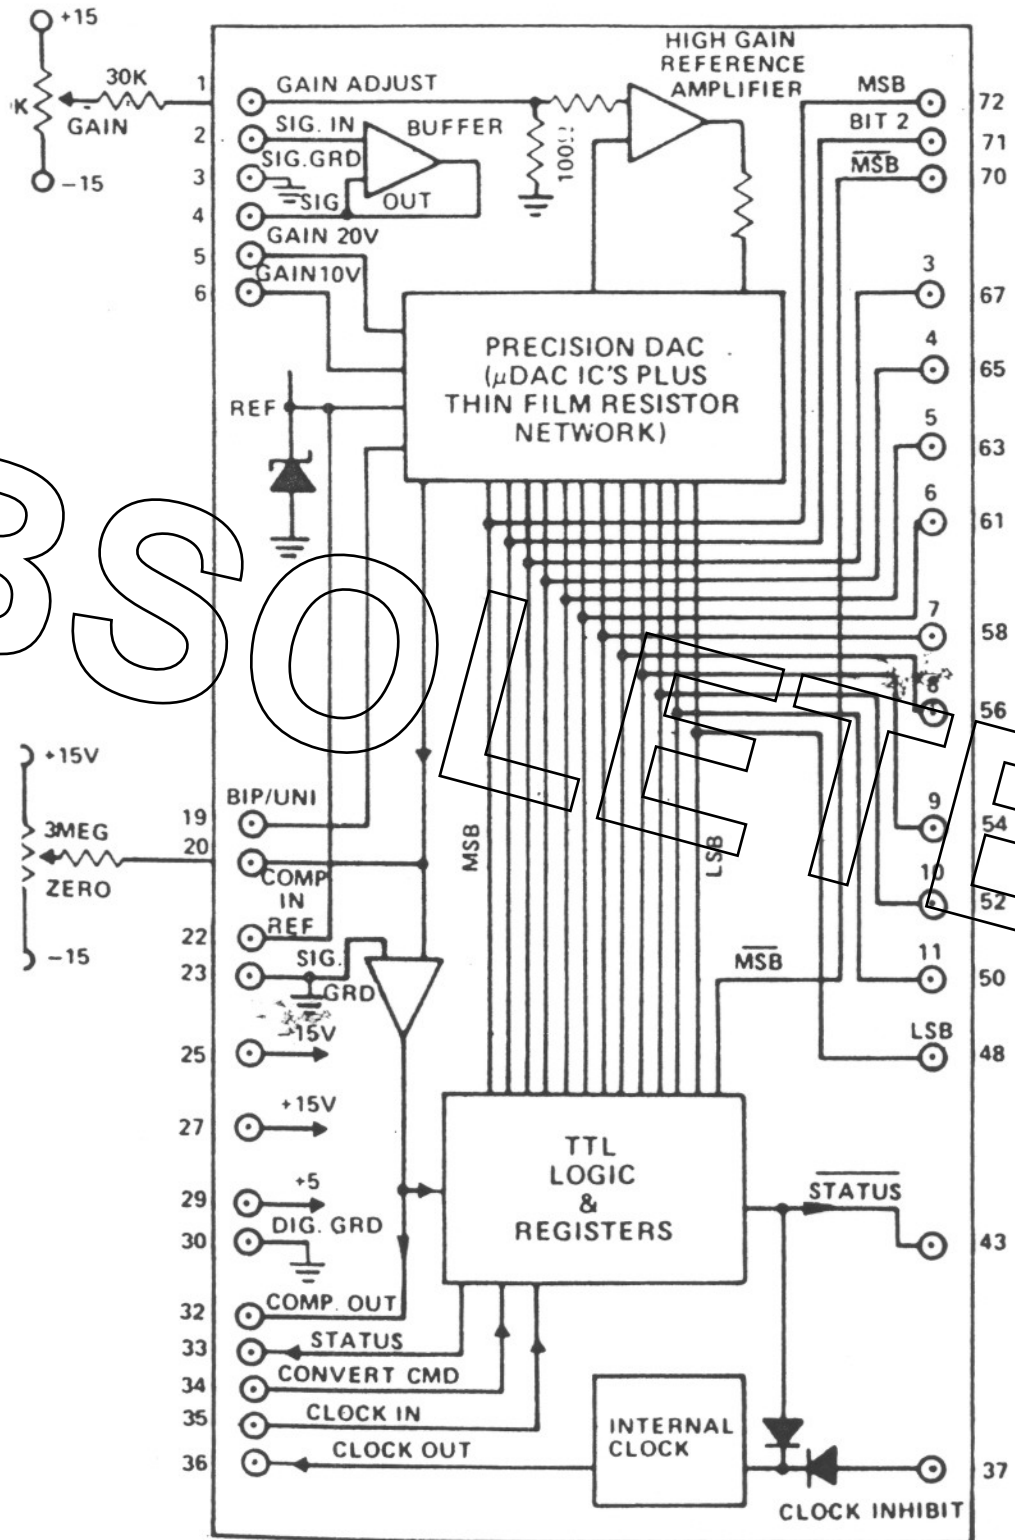 +15
30K
K
GAIN
-15
1
GAIN ADJUST
HIGH GAIN
REFERENCE
AMPLIFIER
MSB
72
2
SIG. IN
BUFFER
100Ω
BIT 2
71
3
SIG.GRD
M̅S̅B̅
70
4
SIG OUT
5
GAIN 20V
6
GAIN10V
3
67
4
65
5
63
6
61
7
58
8
56
9
54
10
52
11
50
LSB
48
PRECISION DAC
(μDAC IC'S PLUS
THIN FILM RESISTOR
NETWORK)
REF
BSOLETE
+15V
3MEG
ZERO
-15
19
BIP/UNI
20
COMP
IN
22
REF
23
SIG.
GRD
MSB
LSB
M̅S̅B̅
25
15V
27
+15V
29
+5
30
DIG. GRD
TTL
LOGIC
&
REGISTERS
S̅T̅A̅T̅U̅S̅
43
32
COMP. OUT
33
STATUS
34
CONVERT CMD
35
CLOCK IN
36
CLOCK OUT
INTERNAL
CLOCK
37
CLOCK INHIBIT